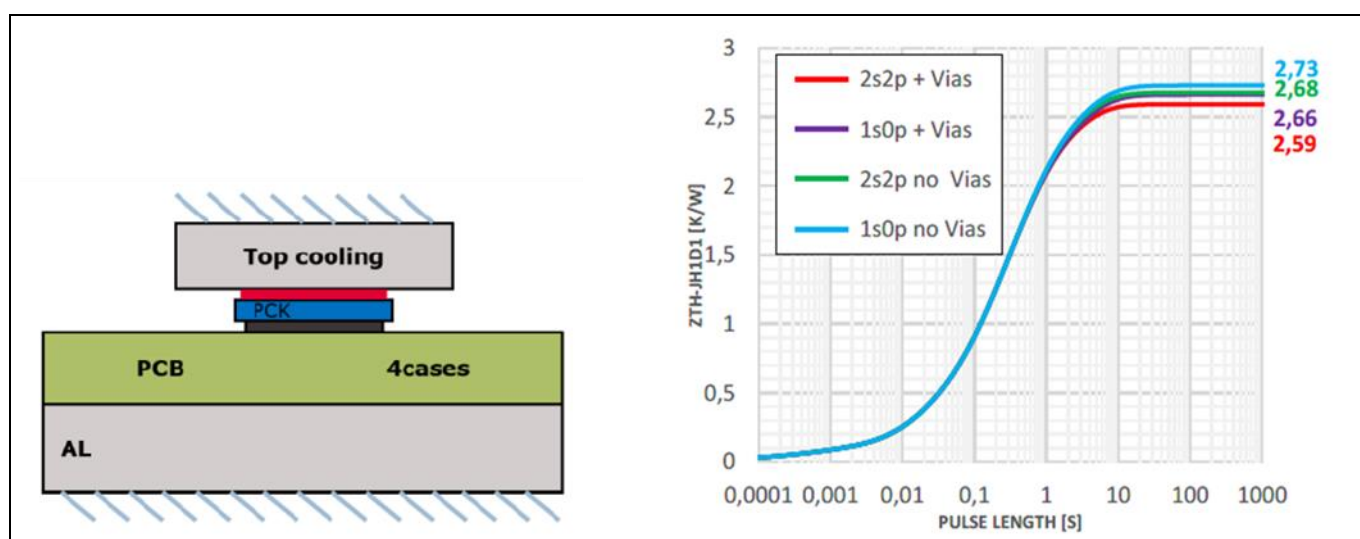 Top cooling
PCK
PCB 4cases
AL
3
2,5
2
1,5
1
0,5
0
ZTH-JH1D1 [K/W]
2s2p + Vias
1s0p + Vias
2s2p no Vias
1s0p no Vias
2,73
2,68
2,66
2,59
0,0001 0,001 0,01 0,1 1 10 100 1000
PULSE LENGTH [S]